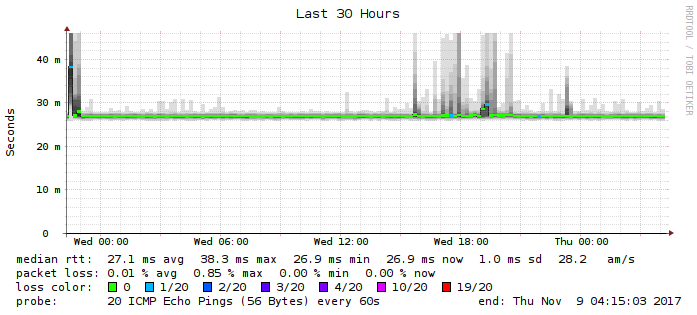 Last 30 Hours
RRDTOOL / TOBI OETIKER
Seconds
40 m
30 m
20 m
10 m
0
Wed 00:00 Wed 06:00 Wed 12:00 Wed 18:00 Thu 00:00
median rtt: 27.1 ms avg 38.3 ms max 26.9 ms min 26.9 ms now 1.0 ms sd 28.2 am/s
packet loss: 0.01 % avg 0.85 % max 0.00 % min 0.00 % now
loss color: 0 1/20 2/20 3/20 4/20 10/20 19/20
probe: 20 ICMP Echo Pings (56 Bytes) every 60s end: Thu Nov 9 04:15:03 2017